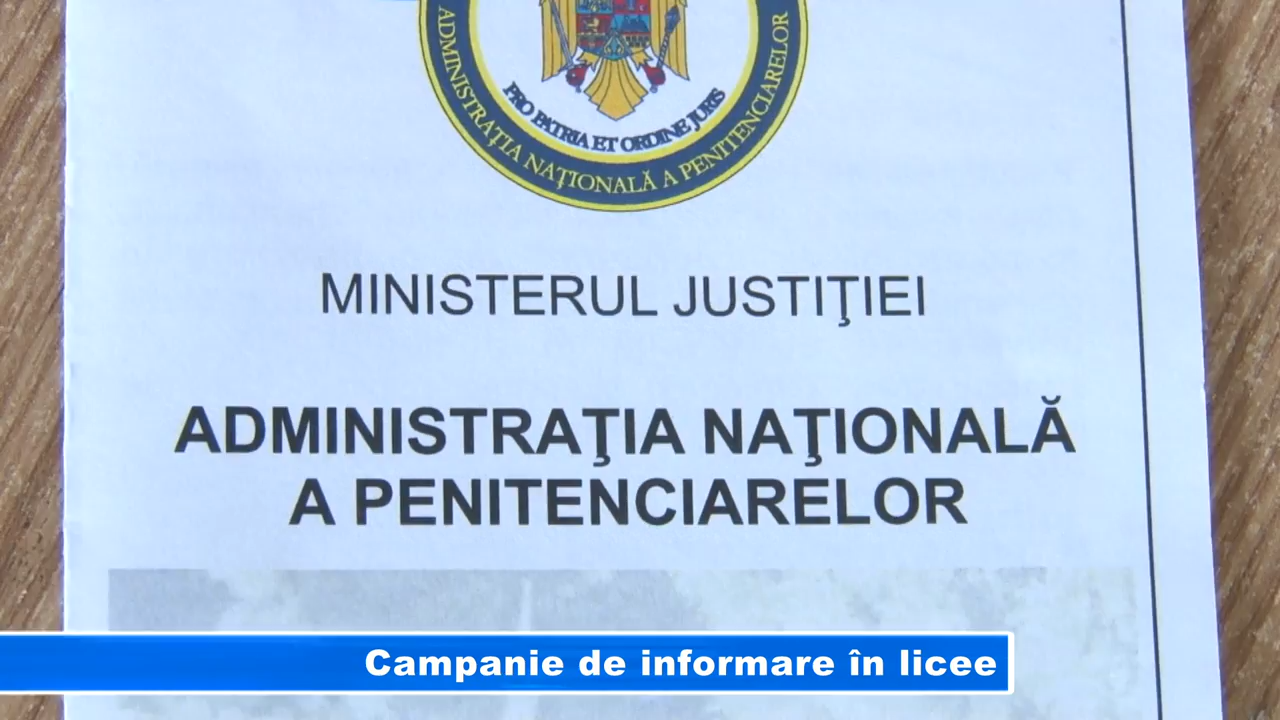 PRO PATRIA ET ORDINE JURIS
ADMINISTRAŢIA NAŢIONALĂ A PENITENCIARELOR
MINISTERUL JUSTIŢIEI
ADMINISTRAŢIA NAŢIONALĂ
A PENITENCIARELOR
Campanie de informare în licee